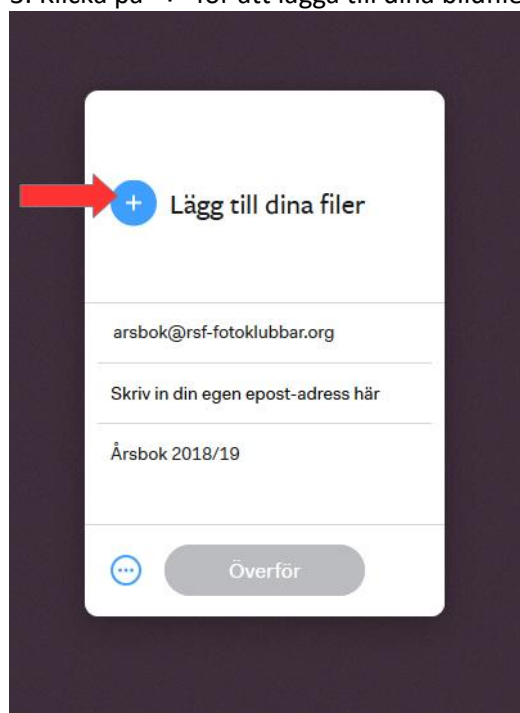 Klicka på "+" för att lägga till dina
+ Lägg till dina filer
arsbok@rsf-fotoklubbar.org
Skriv in din egen epost-adress här
Årsbok 2018/19
Överför